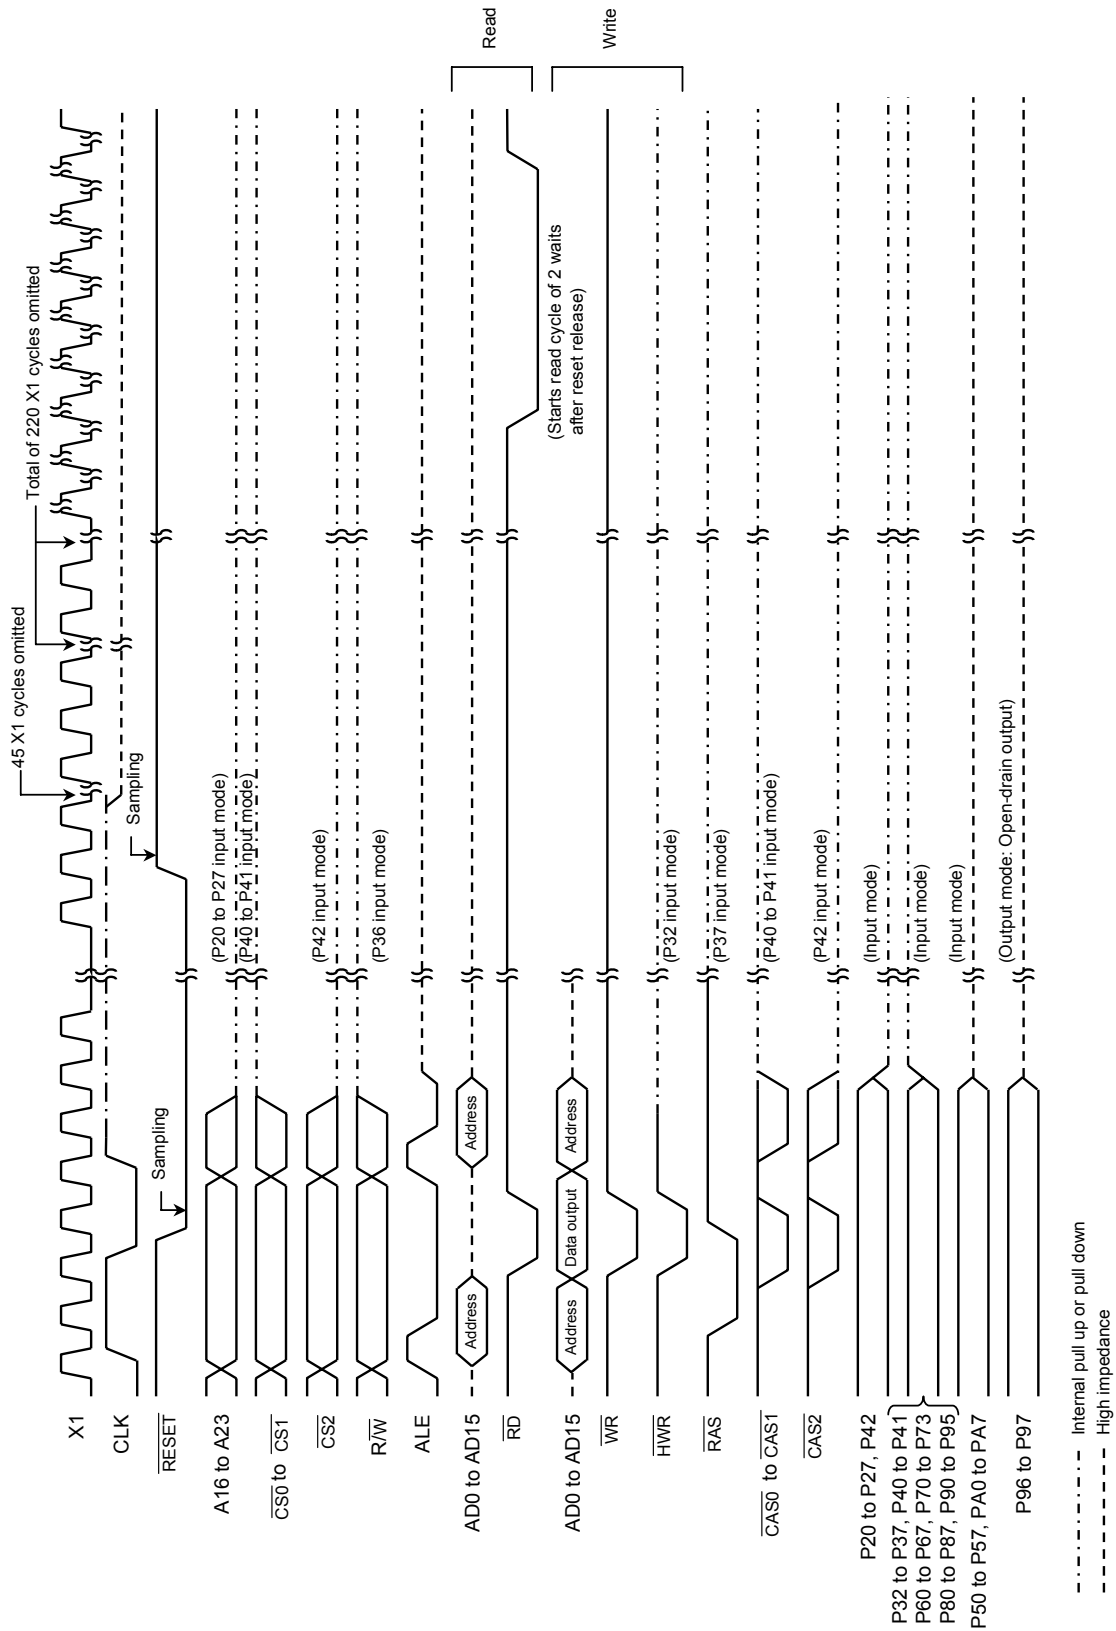 45 X1 cycles omitted
Total of 220 X1 cycles omitted
X1
CLK
Sampling
Sampling
RESET
A16 to A23
(P20 to P27 input mode)
CS0 to CS1
(P40 to P41 input mode)
CS2
(P42 input mode)
R/W
(P36 input mode)
ALE
AD0 to AD15
Address
Address
Read
RD
(Starts read cycle of 2 waits
after reset release)
AD0 to AD15
Address
Data output
Address
Write
WR
HWR
(P32 input mode)
RAS
(P37 input mode)
CAS0 to CAS1
(P40 to P41 input mode)
CAS2
(P42 input mode)
P20 to P27, P42
(Input mode)
P32 to P37, P40 to P41
P60 to P67, P70 to P73
P80 to P87, P90 to P95
(Input mode)
P50 to P57, PA0 to PA7
(Input mode)
P96 to P97
(Output mode: Open-drain output)
Internal pull up or pull down
High impedance